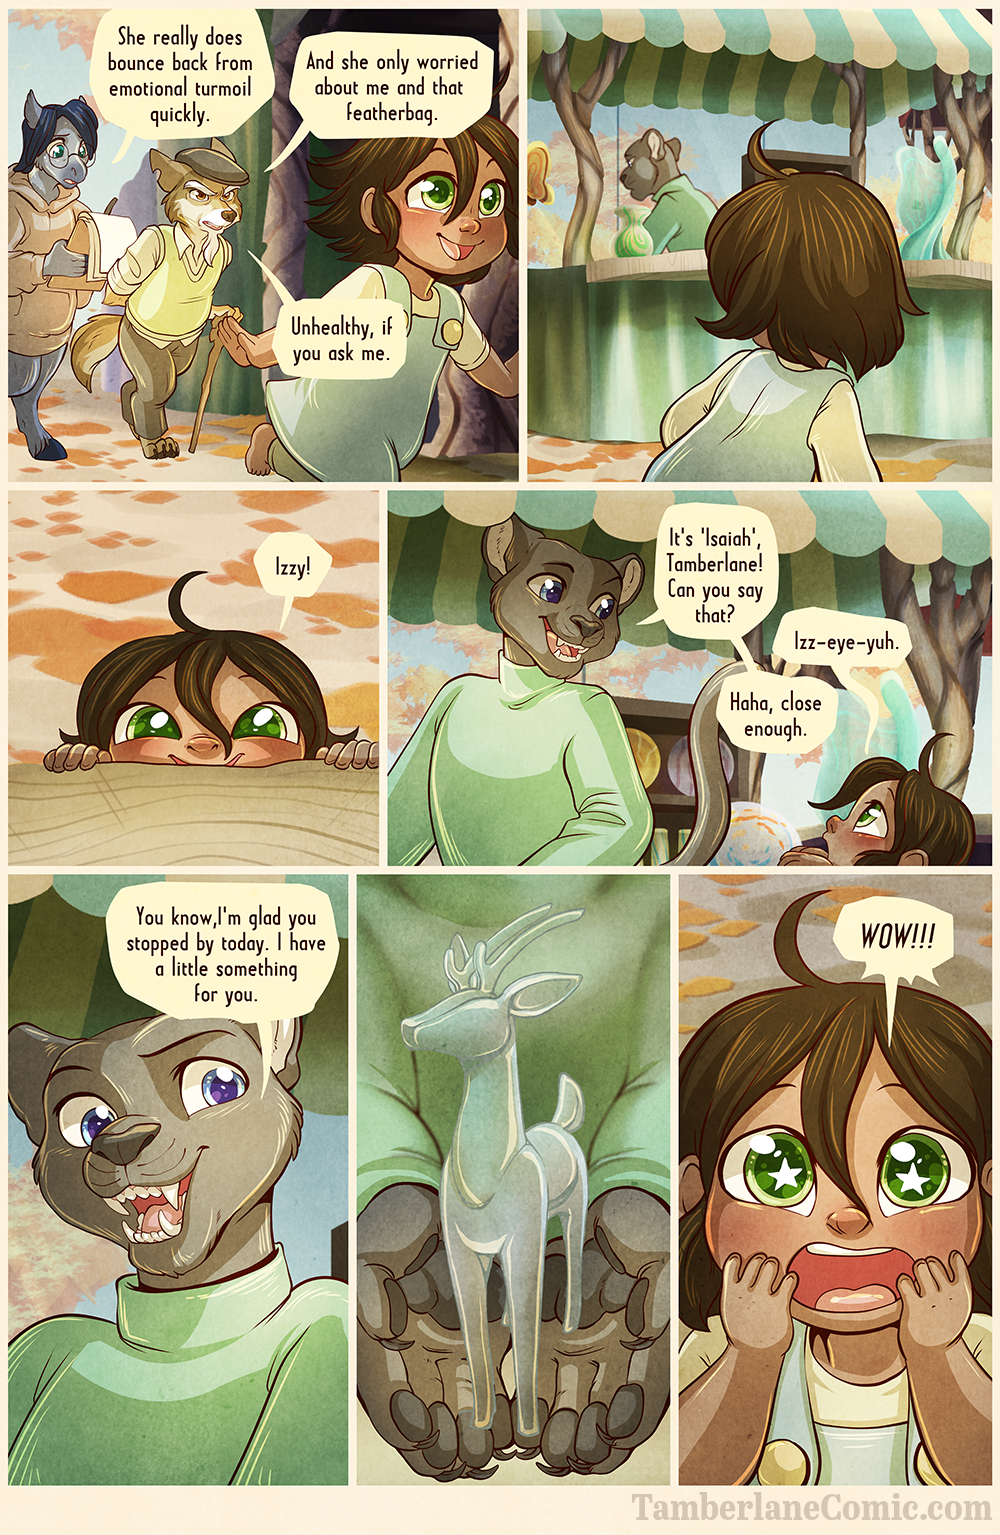 She really does
bounce back from
emotional turmoil
quickly.
And she only worried
about me and that
featherbag.
Unhealthy, if
you ask me.
Izzy!
It's 'Isaiah',
Tamberlane!
Can you say
that?
Izz-eye-yuh.
Haha, close
enough.
You know,I'm glad you
stopped by today. I have
a little something
for you.
WOW!!!
TamberlaneComic.com